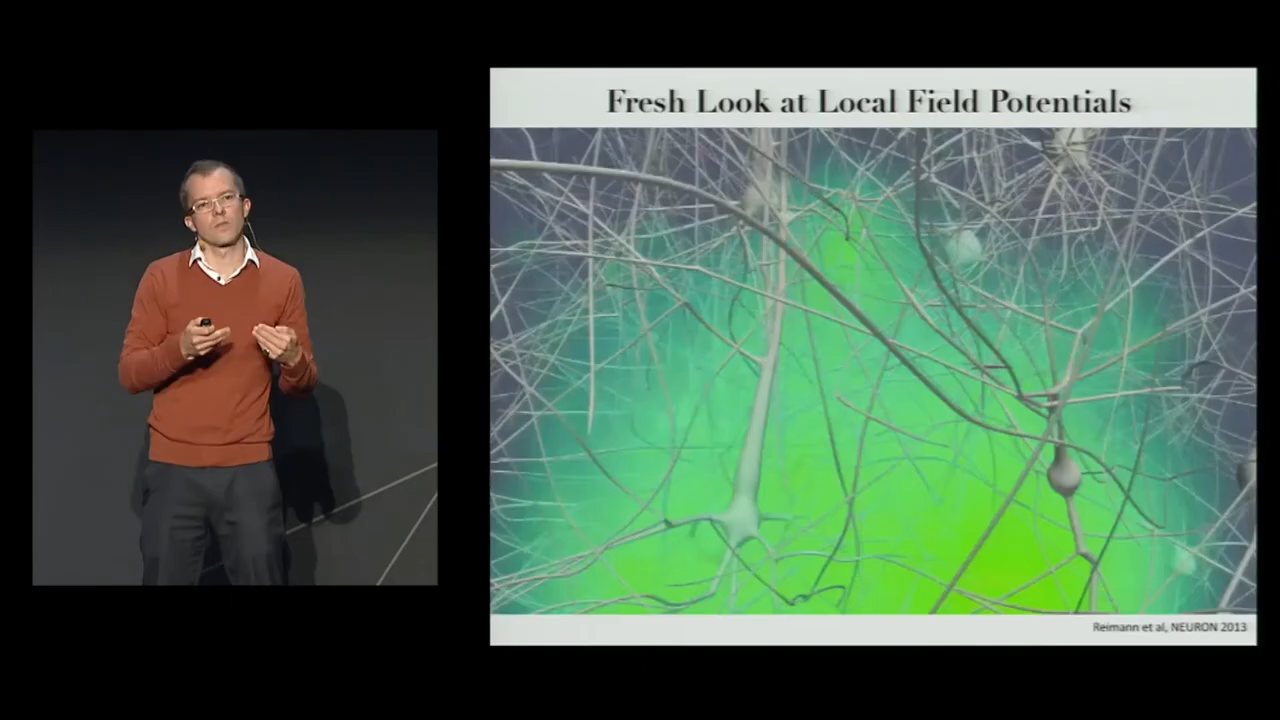 Fresh Look at Local Field Potentials
Reimann et al, NEURON 2013